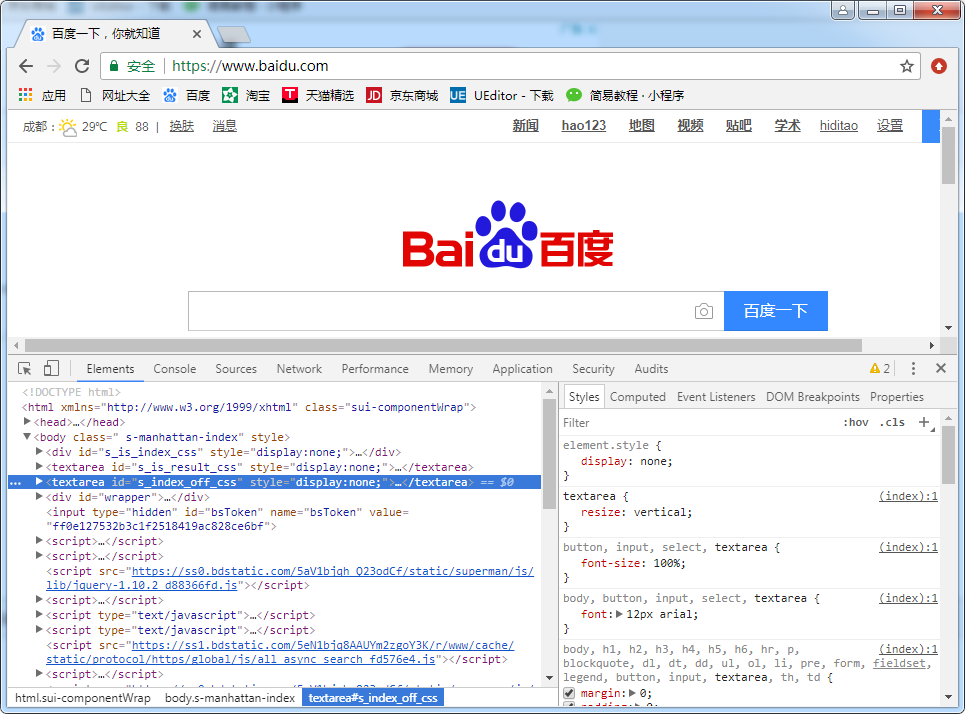 百度一下，你就知道
安全 https://www.baidu.com
应用 网址大全 百度 淘宝 T 天猫精选 JD 京东商城 UE UEditor - 下载 简易教程 · 小程序
成都： 29℃ 良 88 | 换肤 消息 新闻 hao123 地图 视频 贴吧 学术 hiditao 设置
Bai du 百度
百度一下
Elements Console Sources Network Performance Memory Application Security Audits 2
<!DOCTYPE html>
<html xmlns="http://www.w3.org/1999/xhtml" class="sui-componentWrap">
<head>…</head>
<body class=" s-manhattan-index" style>
<div id="s_is_index_css" style="display:none;">…</div>
<textarea id="s_is_result_css" style="display:none;">…</textarea>
… <textarea id="s_index_off_css" style="display:none;">…</textarea> == $0
<div id="wrapper">…</div>
<input type="hidden" id="bsToken" name="bsToken" value=
"ff0e127532b3c1f2518419ac828ce6bf">
<script>…</script>
<script>…</script>
<script src="https://ss0.bdstatic.com/5aV1bjqh_Q23odCf/static/superman/js/
lib/jquery-1.10.2_d88366fd.js"></script>
<script>…</script>
<script type="text/javascript">…</script>
<script type="text/javascript">…</script>
<script src="https://ss1.bdstatic.com/5eN1bjq8AAUYm2zgoY3K/r/www/cache/
static/protocol/https/global/js/all_async_search_fd576e4.js"></script>
<script>…</script>
html.sui-componentWrap body.s-manhattan-index textarea#s_index_off_css
Styles Computed Event Listeners DOM Breakpoints Properties
Filter :hov .cls +
element.style {
display: none;
}
textarea { (index):1
resize: vertical;
}
button, input, select, textarea { (index):1
font-size: 100%;
}
body, button, input, select, textarea { (index):1
font: 12px arial;
}
body, h1, h2, h3, h4, h5, h6, hr, p, (index):1
blockquote, dl, dt, dd, ul, ol, li, pre, form, fieldset,
legend, button, input, textarea, th, td {
margin: 0;